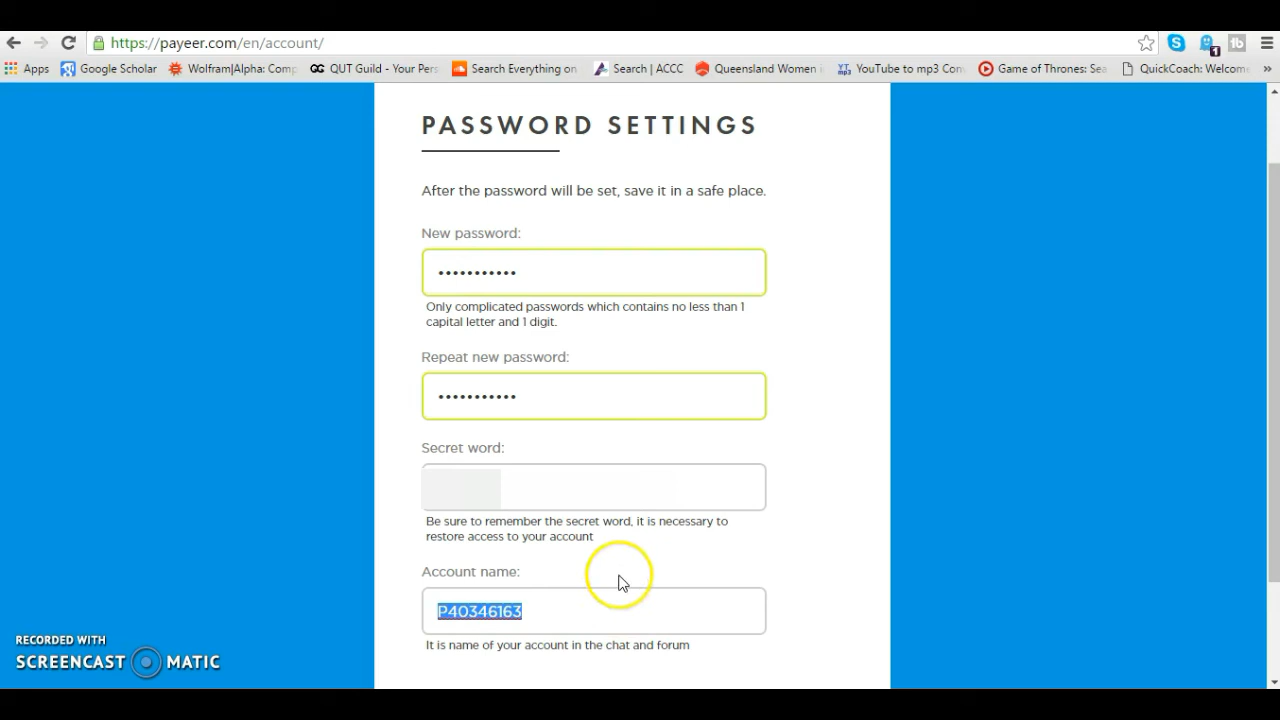 https://payeer.com/en/account/
1
Apps Google Scholar Wolfram|Alpha: Comp QUT Guild - Your Pers Search Everything on Search | ACCC Queensland Women i YouTube to mp3 Con Game of Thrones: Sea QuickCoach: Welcome »
PASSWORD SETTINGS
After the password will be set, save it in a safe place.
New password:
•••••••••••
Only complicated passwords which contains no less than 1
capital letter and 1 digit.
Repeat new password:
•••••••••••
Secret word:
Be sure to remember the secret word, it is necessary to
restore access to your account
Account name:
P40346163
It is name of your account in the chat and forum
RECORDED WITH
SCREENCAST MATIC